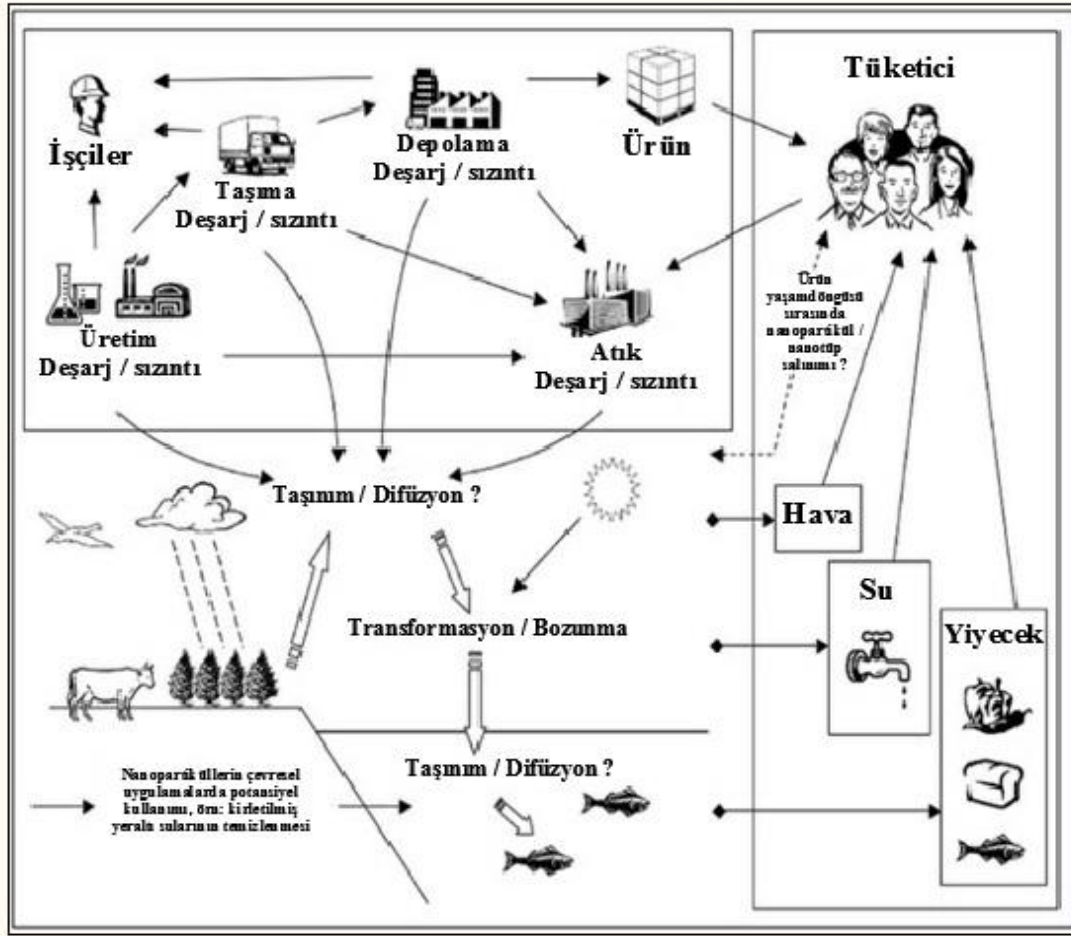 İşçiler
Taşıma
Deşarj / sızıntı
Depolama
Deşarj / sızıntı
Ürün
Tüketici
Üretim
Deşarj / sızıntı
Atık
Deşarj / sızıntı
Ürün
yaşamdöngüsü
sırasında
nanopartikül /
nanotüp
salınımı ?
Taşınım / Difüzyon ?
Hava
Transformasyon / Bozunma
Su
Yiyecek
Taşınım / Difüzyon ?
Nanopartiküllerin çevresel
uygulamalarda potansiyel
kullanımı, örn: kirletilmiş
yeraltı sularının temizlenmesi